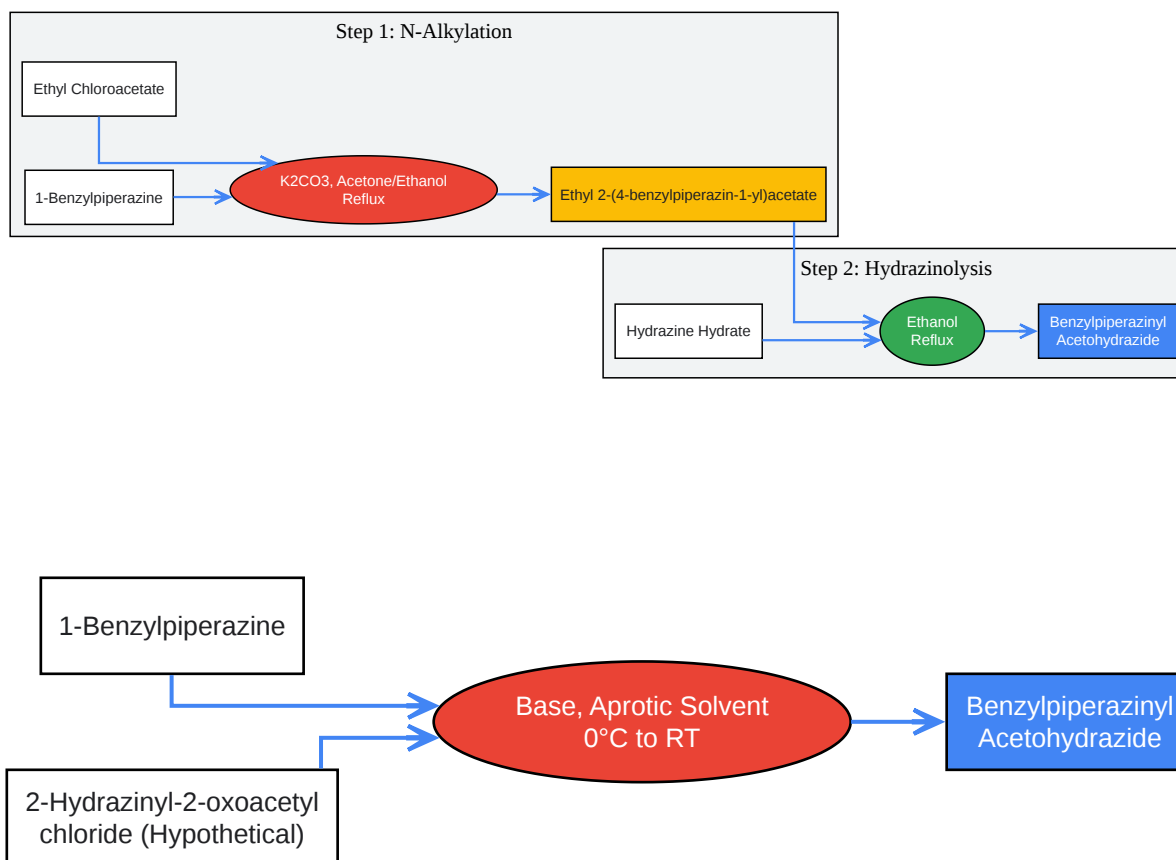 Step 1: N-Alkylation
Ethyl Chloroacetate
1-Benzylpiperazine
K2CO3, Acetone/Ethanol
Reflux
Ethyl 2-(4-benzylpiperazin-1-yl)acetate
Step 2: Hydrazinolysis
Hydrazine Hydrate
Ethanol
Reflux
Benzylpiperazinyl
Acetohydrazide
1-Benzylpiperazine
2-Hydrazinyl-2-oxoacetyl
chloride (Hypothetical)
Base, Aprotic Solvent
0°C to RT
Benzylpiperazinyl
Acetohydrazide